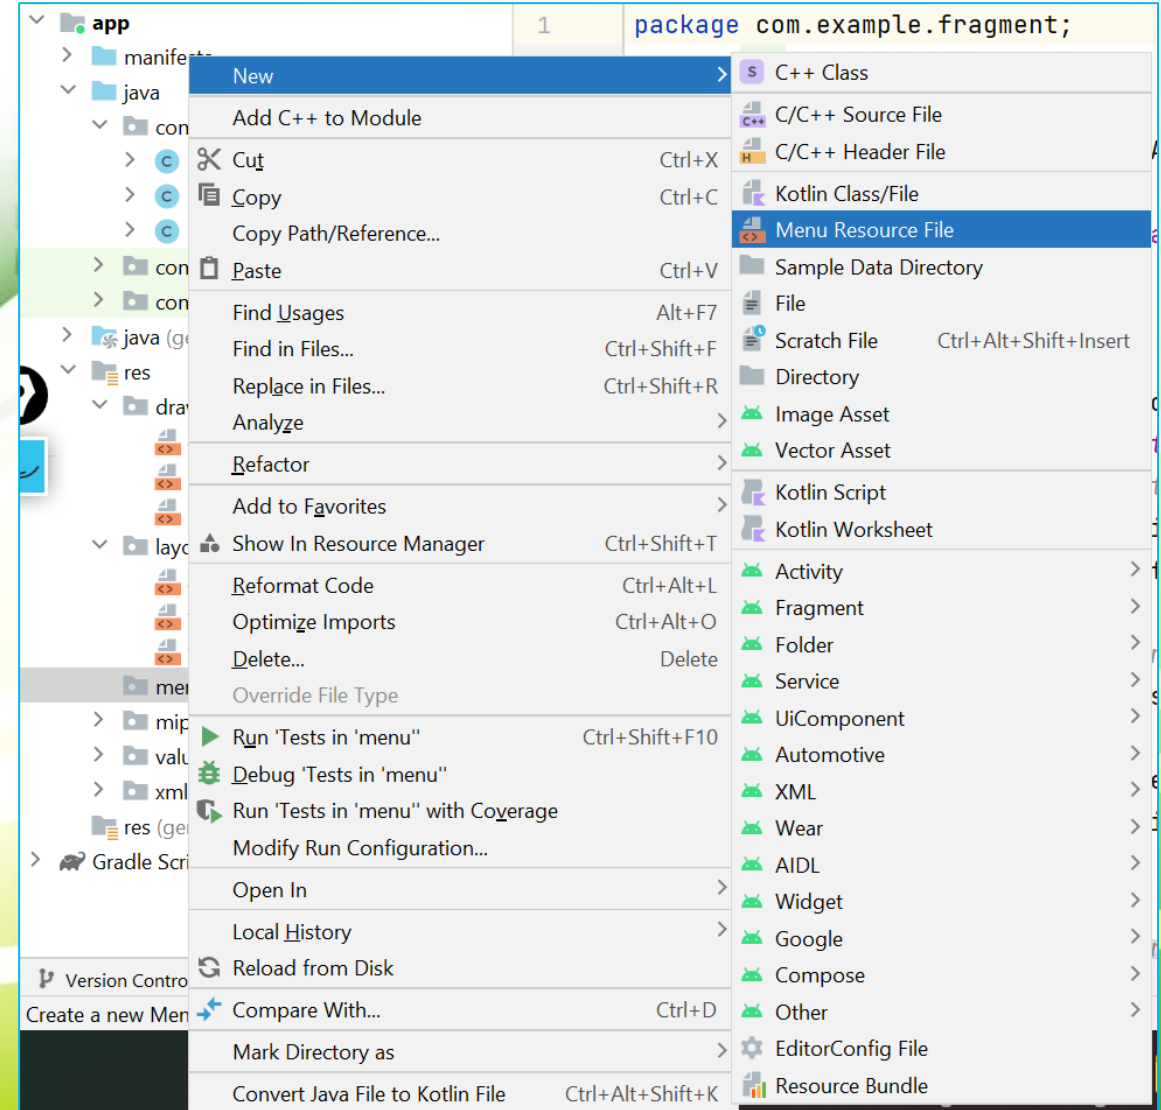 app
1
package com.example.fragment;
manifests
java
com
C
C
C
com
com
java (ge
res
draw
layo
men
mip
valu
xml
res (ge
Gradle Scri
Version Contro
Create a new Men
New
Add C++ to Module
Cut Ctrl+X
Copy Ctrl+C
Copy Path/Reference...
Paste Ctrl+V
Find Usages Alt+F7
Find in Files... Ctrl+Shift+F
Replace in Files... Ctrl+Shift+R
Analyze
Refactor
Add to Favorites
Show In Resource Manager Ctrl+Shift+T
Reformat Code Ctrl+Alt+L
Optimize Imports Ctrl+Alt+O
Delete... Delete
Override File Type
Run 'Tests in 'menu'' Ctrl+Shift+F10
Debug 'Tests in 'menu''
Run 'Tests in 'menu'' with Coverage
Modify Run Configuration...
Open In
Local History
Reload from Disk
Compare With... Ctrl+D
Mark Directory as
Convert Java File to Kotlin File Ctrl+Alt+Shift+K
S C++ Class
C++ C/C++ Source File
H C/C++ Header File
Kotlin Class/File
Menu Resource File
Sample Data Directory
File
Scratch File Ctrl+Alt+Shift+Insert
Directory
Image Asset
Vector Asset
Kotlin Script
Kotlin Worksheet
Activity
Fragment
Folder
Service
UiComponent
Automotive
XML
Wear
AIDL
Widget
Google
Compose
Other
EditorConfig File
Resource Bundle